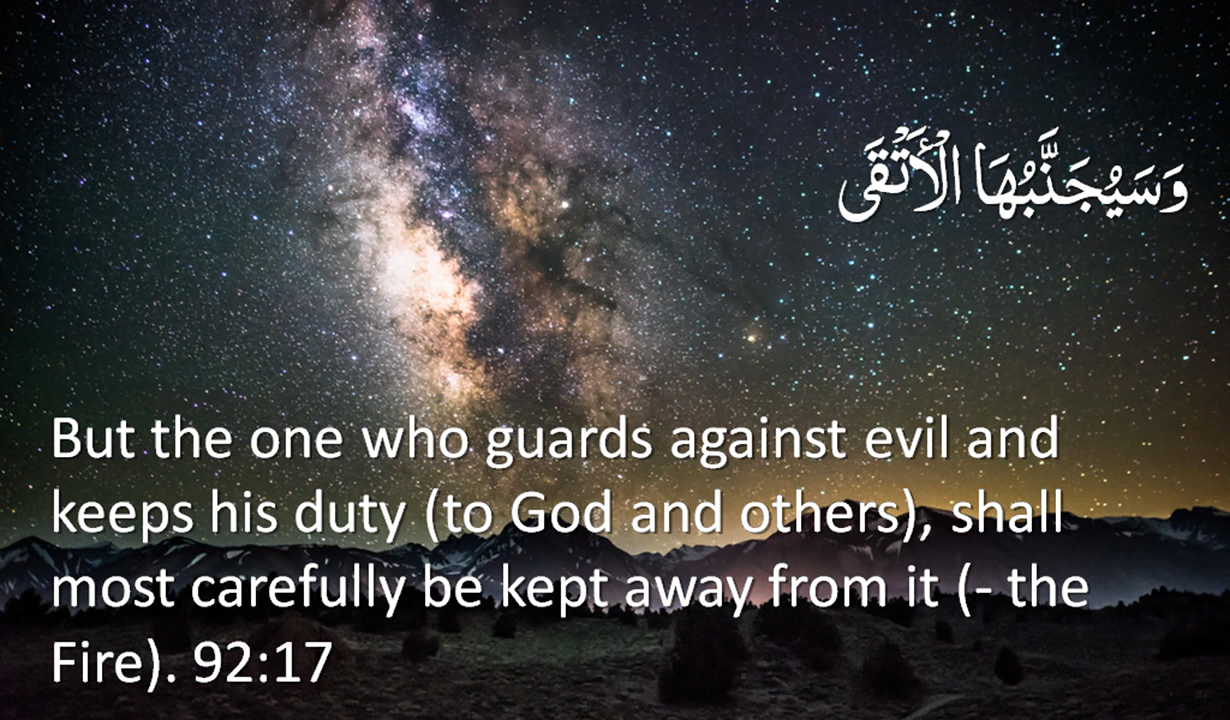 وَسَيُجَنَّبُهَا الْأَتْقَى
But the one who guards against evil and
keeps his duty (to God and others), shall
most carefully be kept away from it (- the
Fire). 92:17